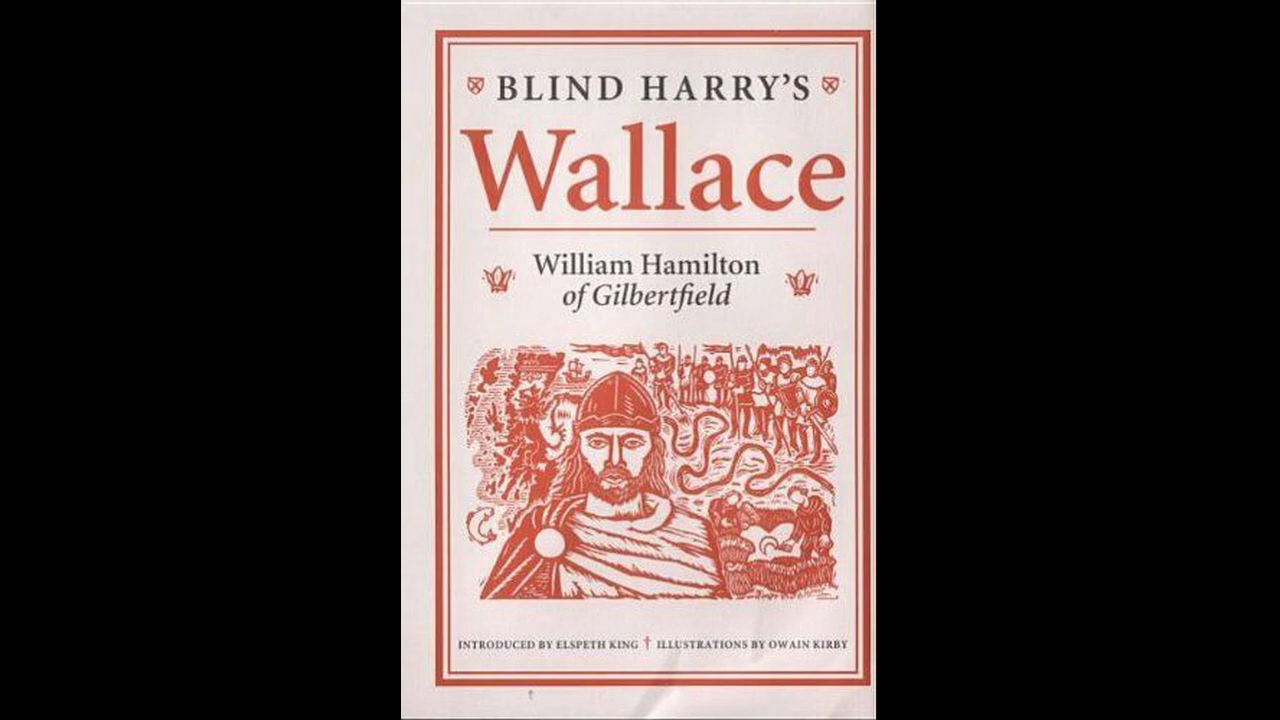 BLIND HARRY'S
Wallace
William Hamilton
of Gilbertfield
INTRODUCED BY ELSPETH KING † ILLUSTRATIONS BY OWAIN KIRBY